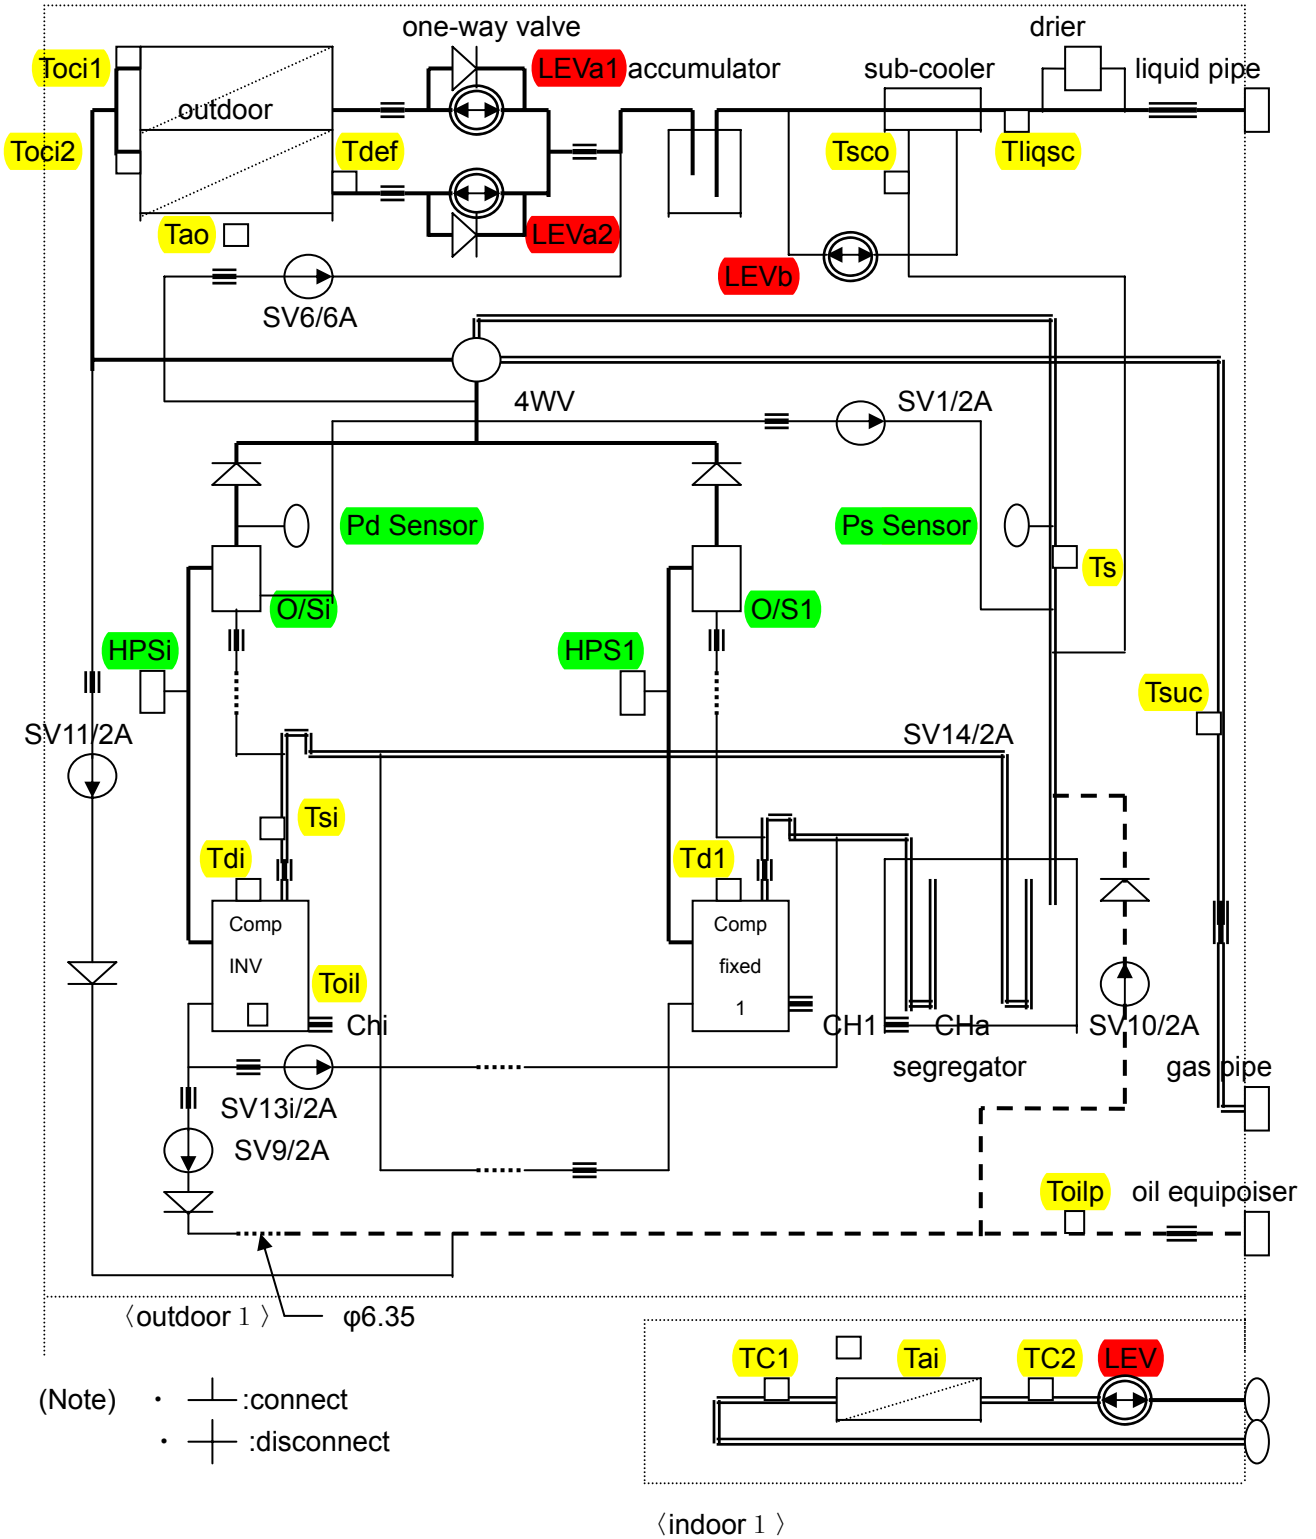 one-way valve
drier
Toci1
LEVa1
accumulator
sub-cooler
liquid pipe
outdoor
Toci2
Tdef
Tsco
Tliqsc
Tao
LEVa2
LEVb
SV6/6A
4WV
SV1/2A
Pd Sensor
Ps Sensor
Ts
O/Si
O/S1
HPSi
HPS1
Tsuc
SV11/2A
SV14/2A
Tsi
Tdi
Td1
Comp
INV
Comp
fixed
1
Toil
Chi
CH1
CHa
SV10/2A
segregator
gas pipe
SV13i/2A
SV9/2A
Toilp
oil equipoiser
〈outdoor 1 〉
φ6.35
TC1
Tai
TC2
LEV
(Note) · :connect
· :disconnect
〈indoor 1 〉